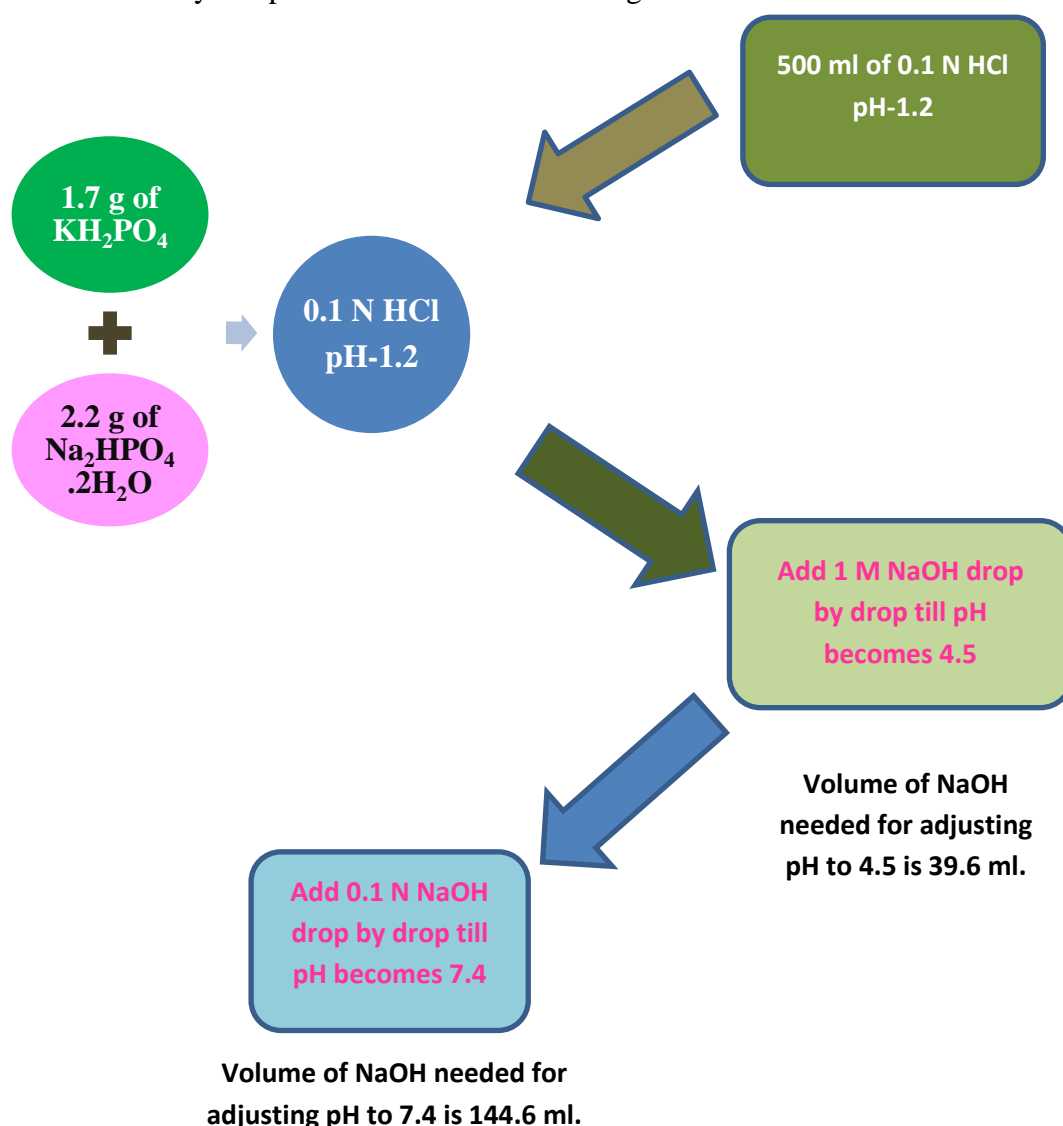 500 ml of 0.1 N HCl
pH-1.2
1.7 g of
KH₂PO₄
0.1 N HCl
pH-1.2
2.2 g of
Na₂HPO₄
.2H₂O
Add 1 M NaOH drop
by drop till pH
becomes 4.5
Volume of NaOH
needed for adjusting
pH to 4.5 is 39.6 ml.
Add 0.1 N NaOH
drop by drop till
pH becomes 7.4
Volume of NaOH needed for
adjusting pH to 7.4 is 144.6 ml.